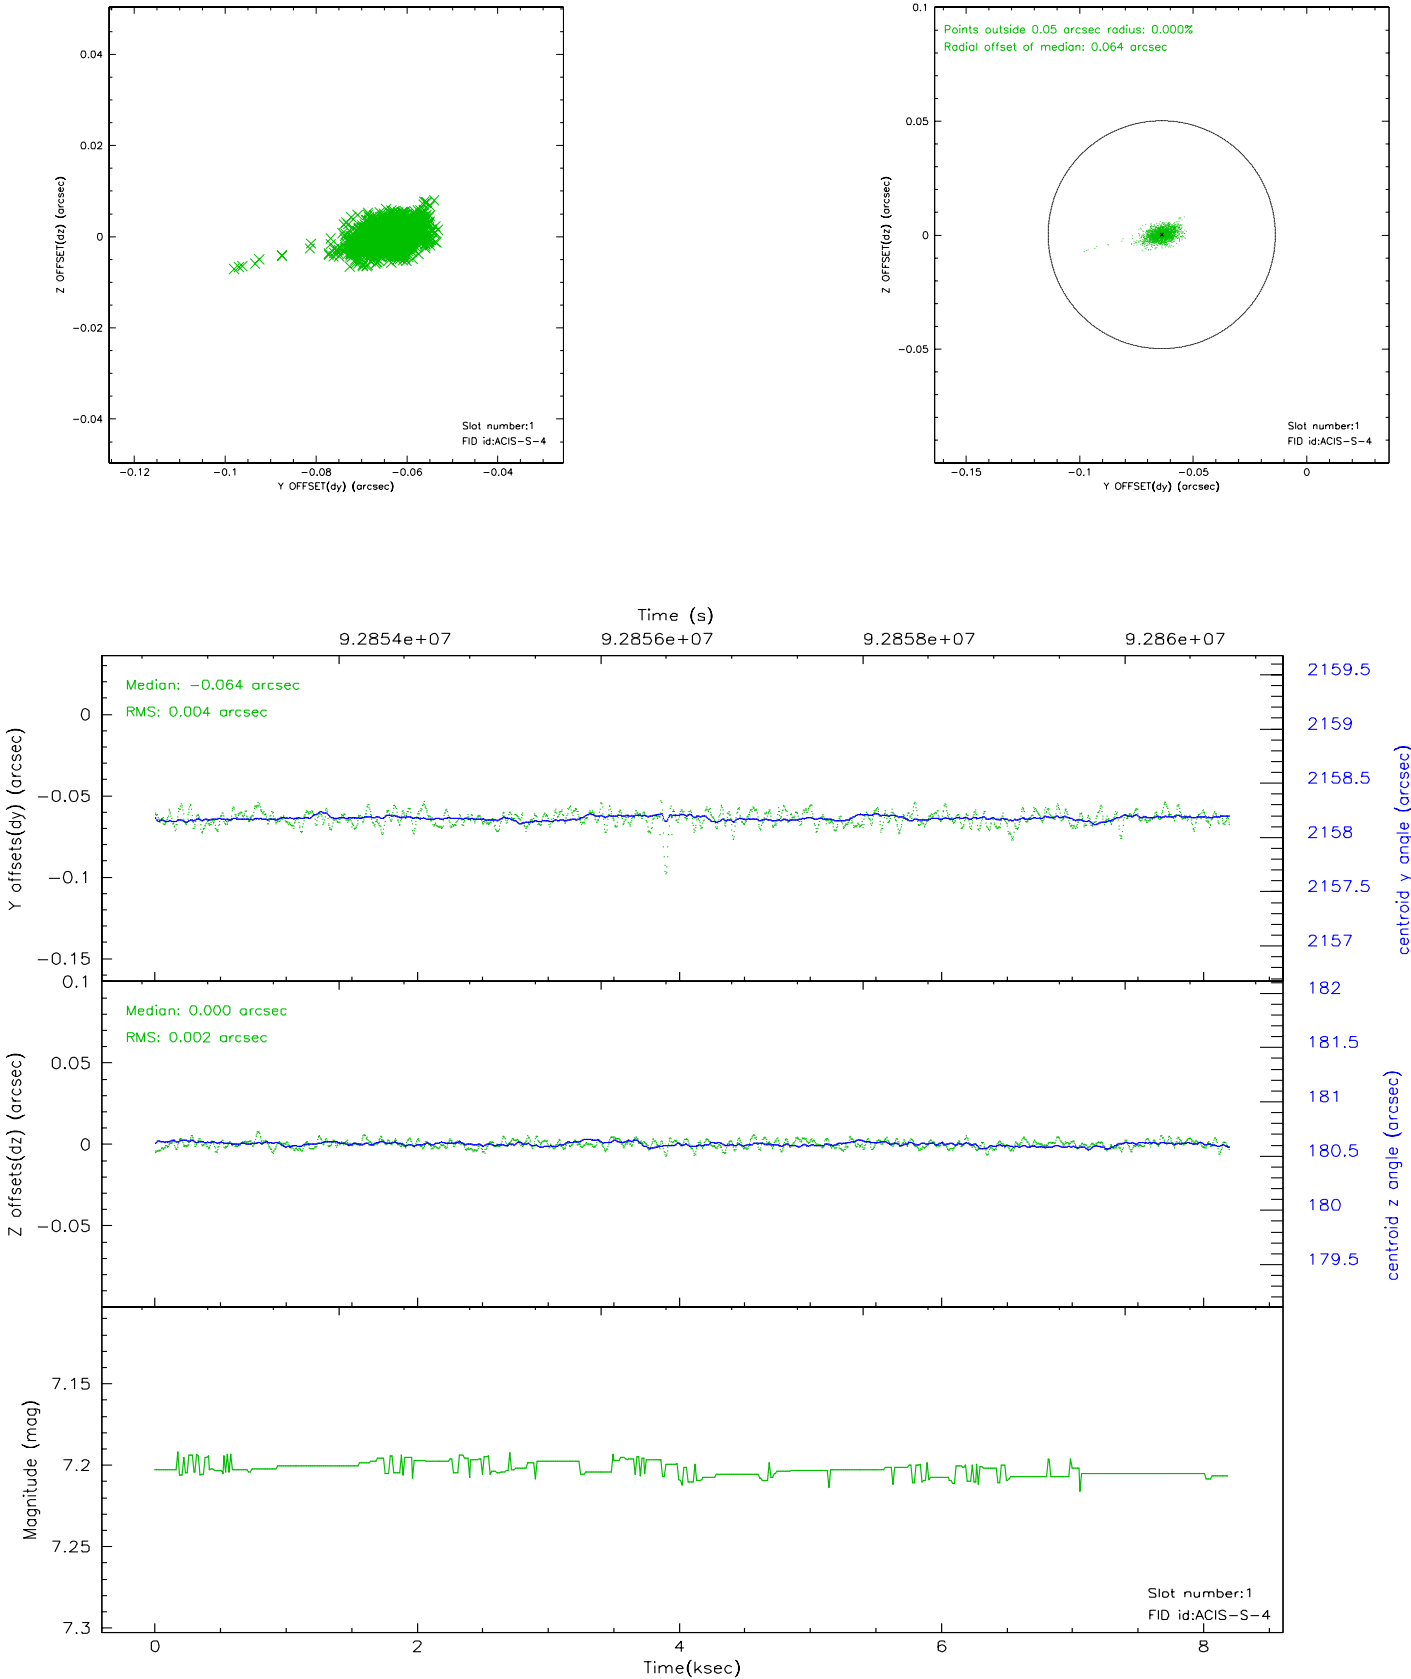 0.04
0.02
0
−0.02
−0.04
Z OFFSET(dz) (arcsec)
Slot number:1
FID id:ACIS−S−4
−0.12 −0.1 −0.08 −0.06 −0.04
Y OFFSET(dy) (arcsec)
0.1
0.05
0
−0.05
Z OFFSET(dz) (arcsec)
Points outside 0.05 arcsec radius: 0.000%
Radial offset of median: 0.064 arcsec
Slot number:1
FID id:ACIS−S−4
−0.15 −0.1 −0.05 0
Y OFFSET(dy) (arcsec)
Time (s)
9.2854e+07 9.2856e+07 9.2858e+07 9.286e+07
Median: −0.064 arcsec
RMS: 0.004 arcsec
0
−0.05
−0.1
−0.15
Y offsets(dy) (arcsec)
2159.5
2159
2158.5
2158
2157.5
2157
centroid y angle (arcsec)
Median: 0.000 arcsec
RMS: 0.002 arcsec
0.1
0.05
0
−0.05
Z offsets(dz) (arcsec)
182
181.5
181
180.5
180
179.5
centroid z angle (arcsec)
7.15
7.2
7.25
7.3
Magnitude (mag)
Slot number:1
FID id:ACIS−S−4
0 2 4 6 8
Time(ksec)